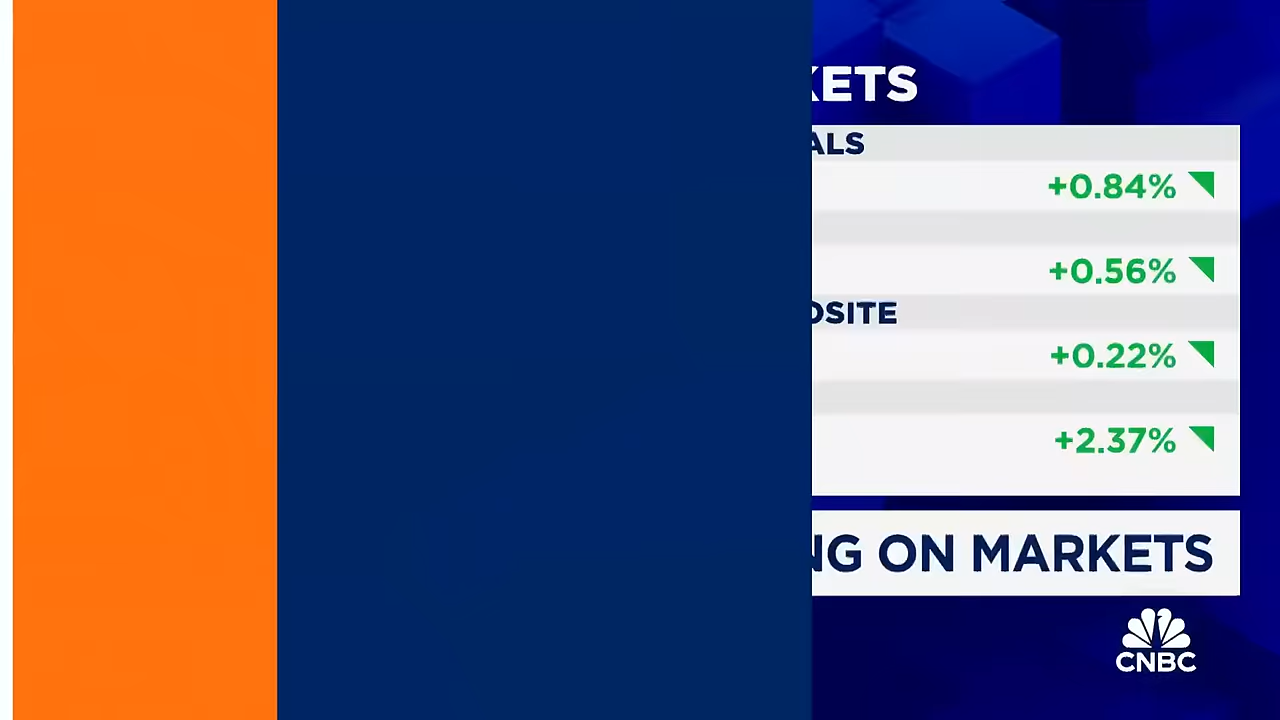 KETS
ALS
+0.84%
+0.56%
OSITE
+0.22%
+2.37%
NG ON MARKETS
CNBC